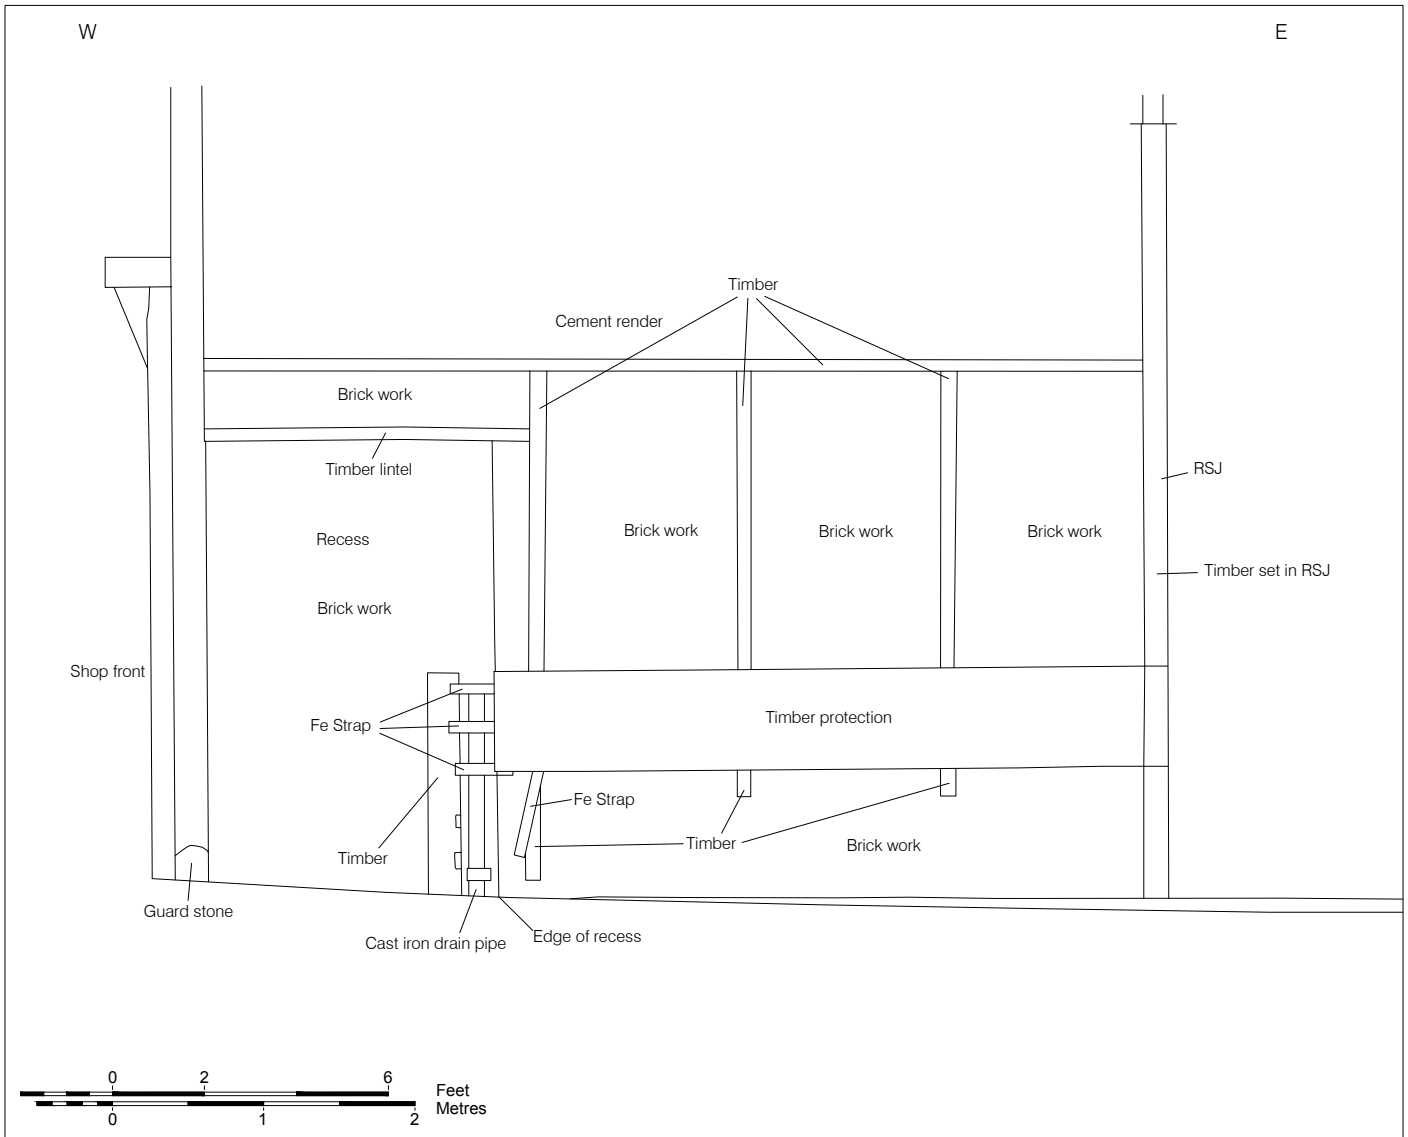 W
E
Timber
Cement render
Brick work
Timber lintel
RSJ
Recess
Brick work
Brick work
Brick work
Timber set in RSJ
Brick work
Shop front
Fe Strap
Timber protection
Fe Strap
Timber
Timber
Brick work
Guard stone
Cast iron drain pipe
Edge of recess
0 2 6
Feet
Metres
0 1 2